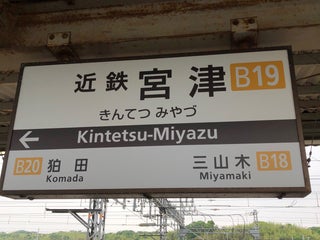 近鉄 宮津 B19
きんてつ みやづ
← Kintetsu-Miyazu
B20 狛田 三山木 B18
Komada Miyamaki